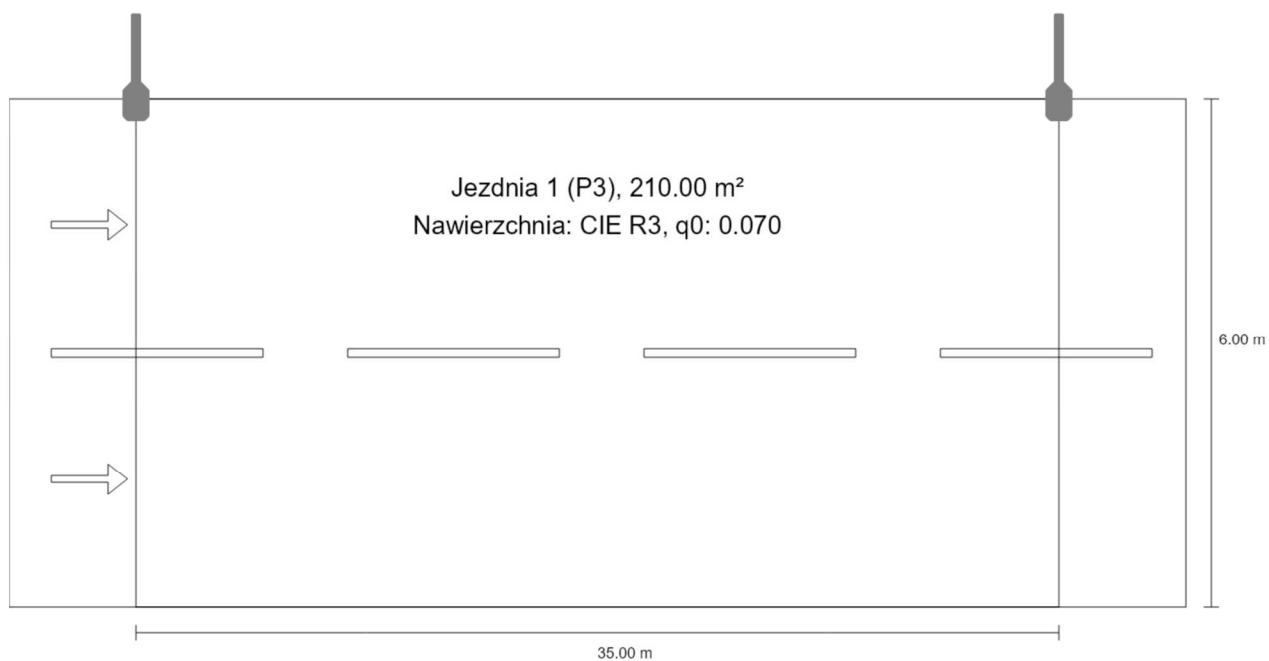 Jezdnia 1 (P3), 210.00 m²
Nawierzchnia: CIE R3, q0: 0.070
6.00 m
35.00 m